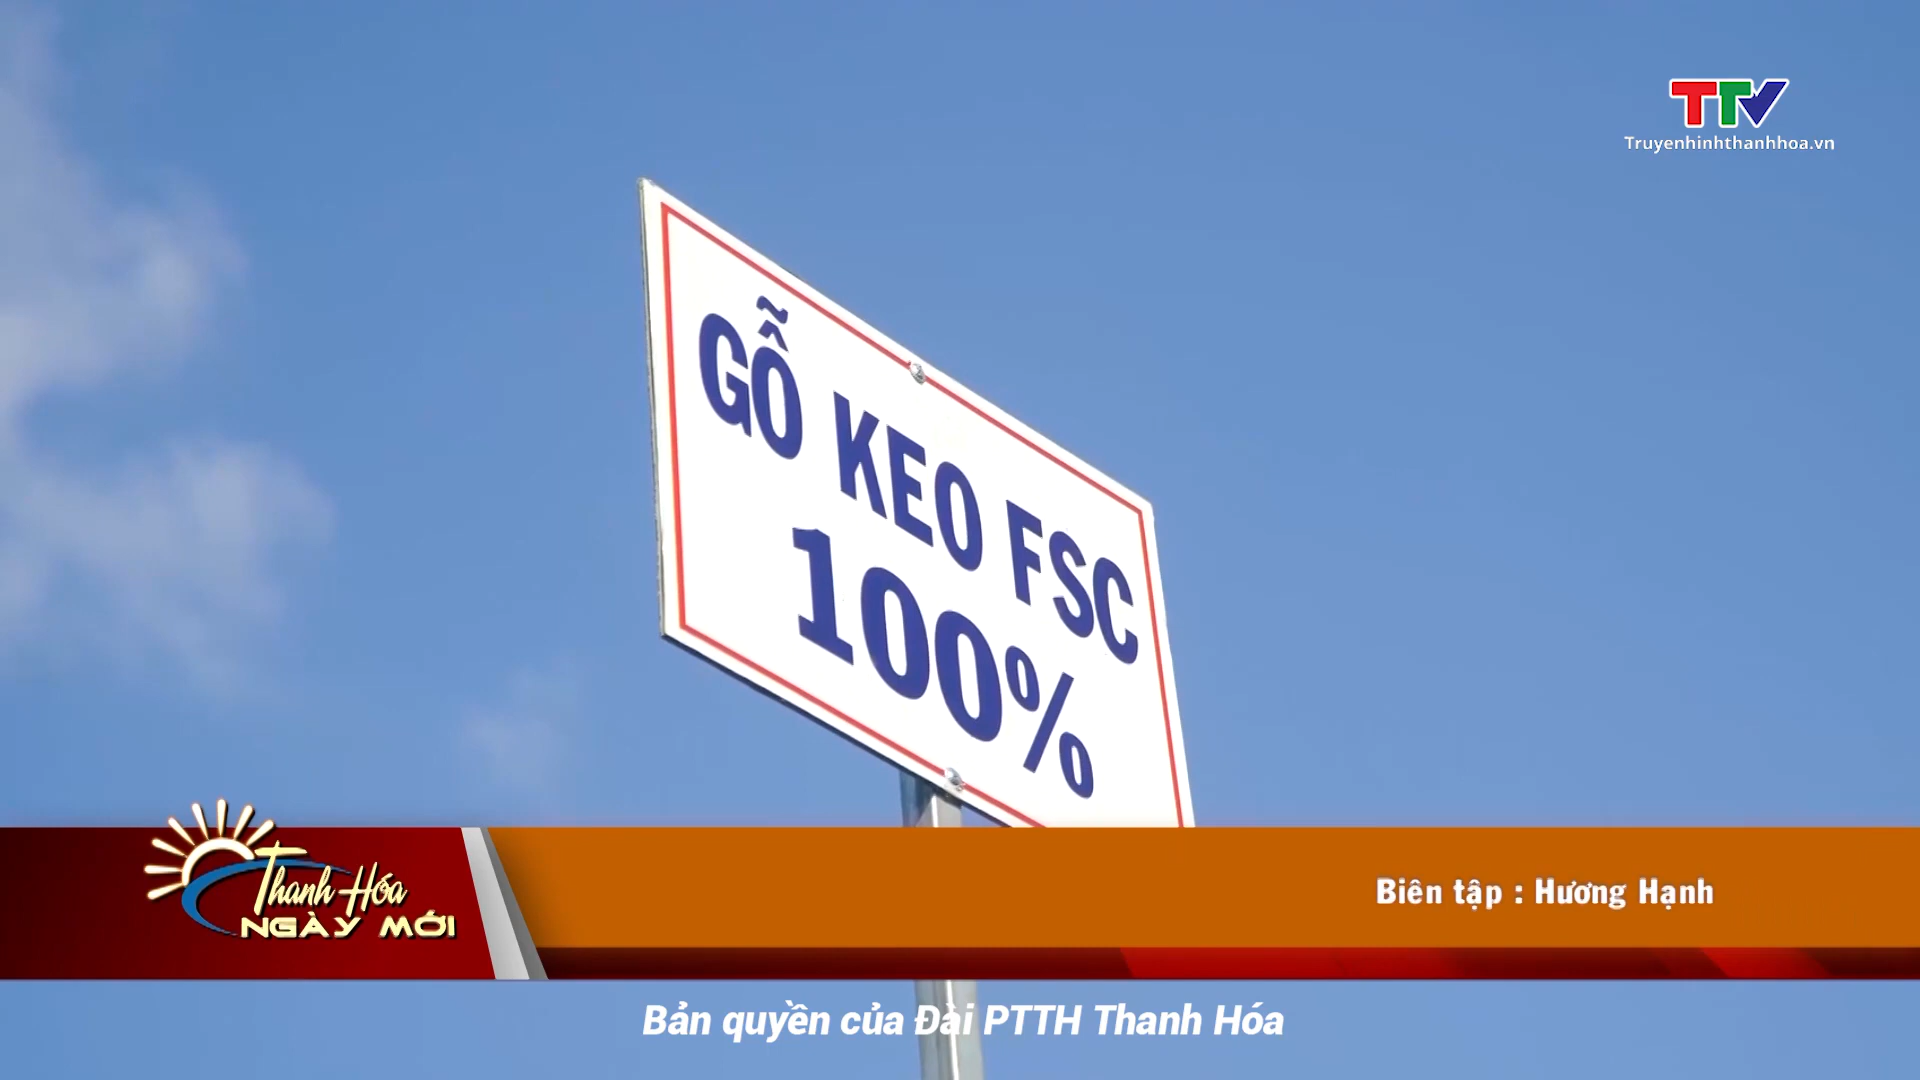 TTV
Truyenhinhthanhhoa.vn
GỖ KEO FSC
100%
Thanh Hóa
NGÀY MỚI
Biên tập : Hương Hạnh
Bản quyền của Đài PTTH Thanh Hóa